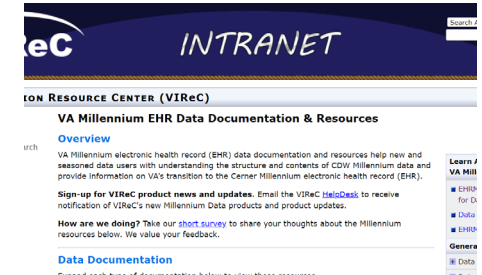 ReC
INTRANET
Search A
ION RESOURCE CENTER (VIReC)
VA Millennium EHR Data Documentation & Resources
Overview
arch
VA Millennium electronic health record (EHR) data documentation and resources help new and
seasoned data users with understanding the structure and contents of CDW Millennium data and
provide information on VA's transition to the Cerner Millennium electronic health record (EHR).
Sign-up for VIReC product news and updates. Email the VIReC HelpDesk to receive
notification of VIReC's new Millennium Data products and product updates.
How are we doing? Take our short survey to share your thoughts about the Millennium
resources below. We value your feedback.
Data Documentation
Learn A
VA Mill
EHRM
for Da
Data
EHRM
Genera
Data